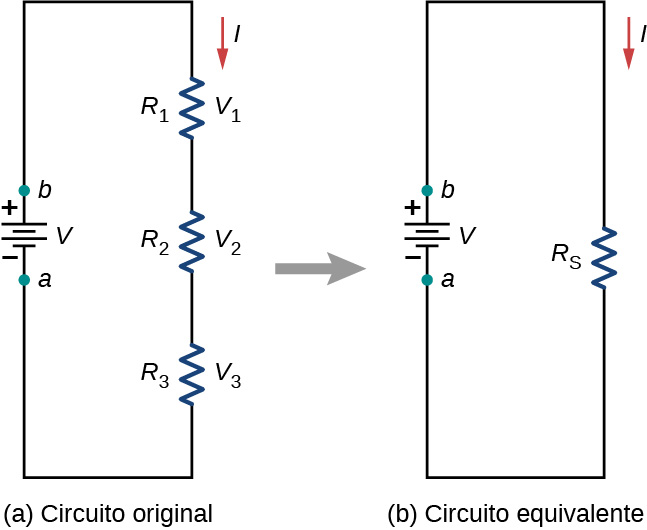 I
R1 V1
b
+
V
−
a
R2 V2
R3 V3
(a) Circuito original
I
b
+
V
−
a
RS
(b) Circuito equivalente